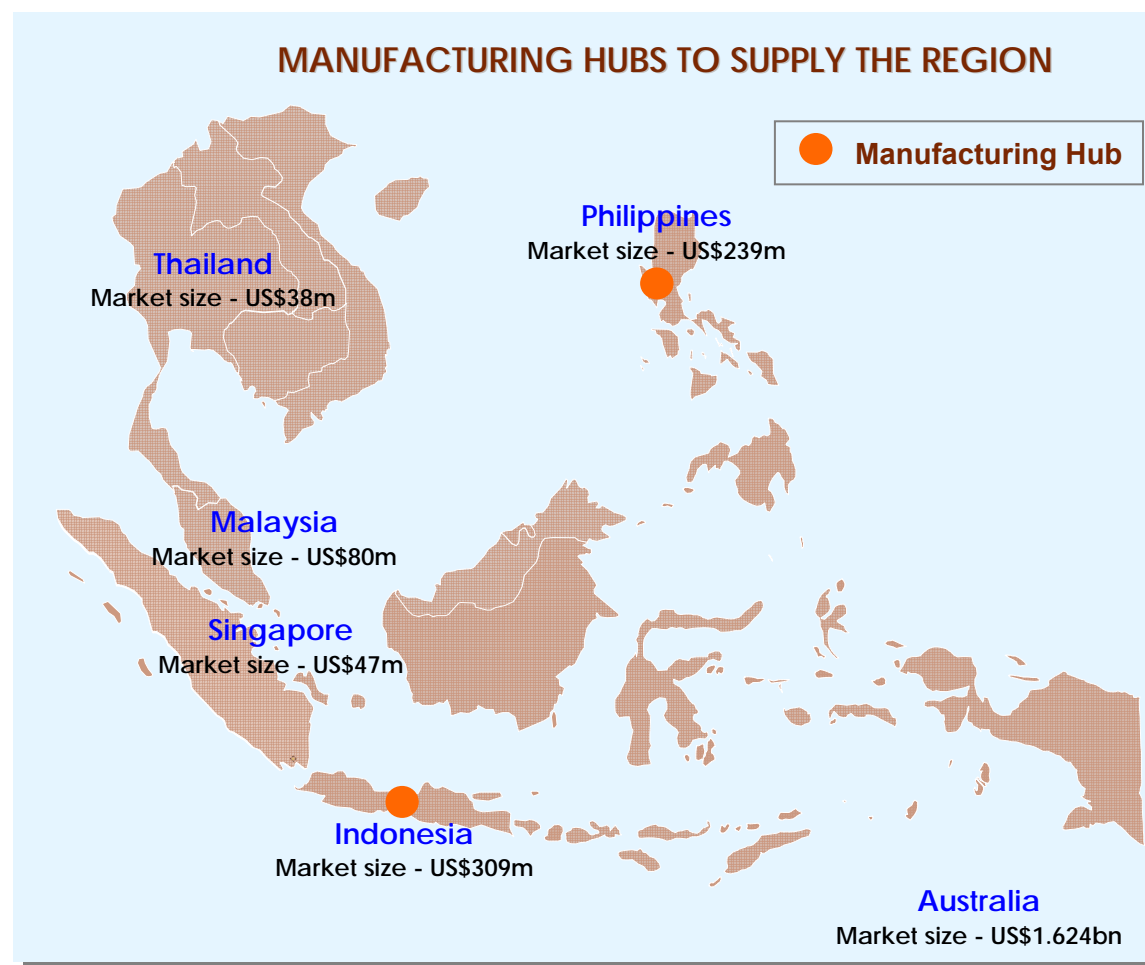 MANUFACTURING HUBS TO SUPPLY THE REGION
Manufacturing Hub
Philippines
Market size - US$239m
Thailand
Market size - US$38m
Malaysia
Market size - US$80m
Singapore
Market size - US$47m
Indonesia
Market size - US$309m
Australia
Market size - US$1.624bn